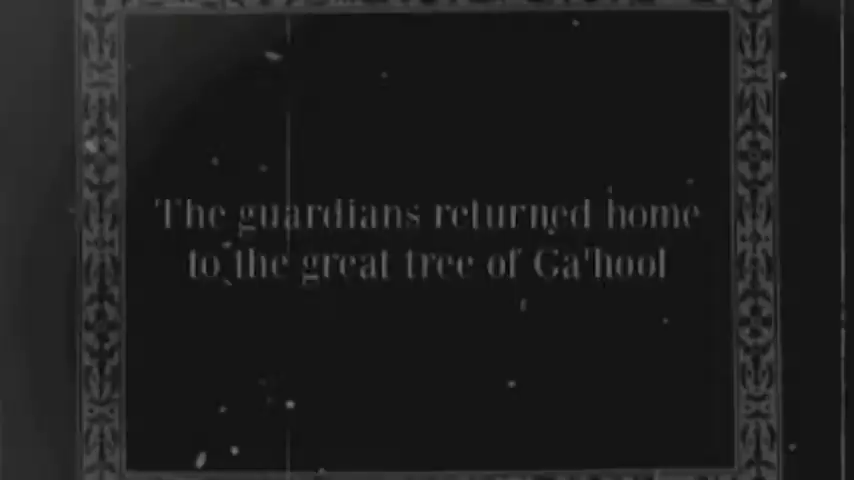 The guardians returned home
to the great tree of Ga'hool